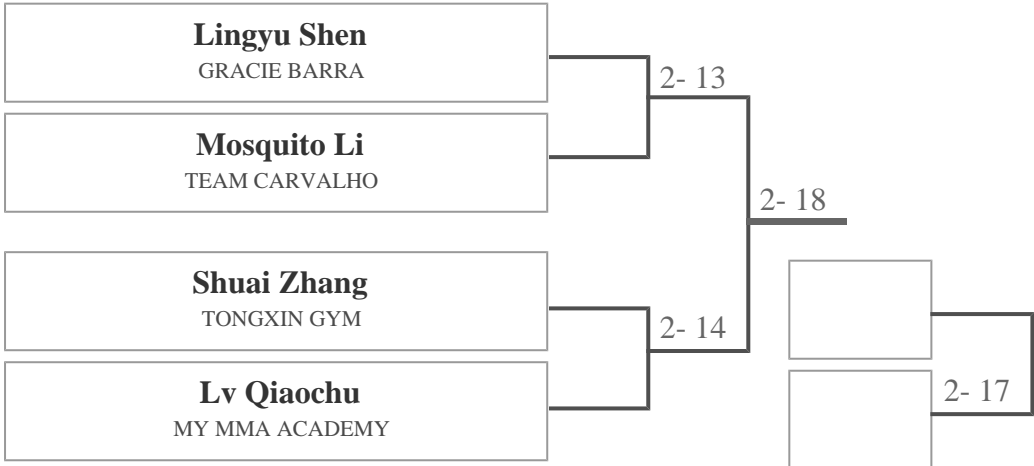 Lingyu Shen
GRACIE BARRA
2- 13
Mosquito Li
TEAM CARVALHO
2- 18
Shuai Zhang
TONGXIN GYM
2- 14
Lv Qiaochu
MY MMA ACADEMY
2- 17